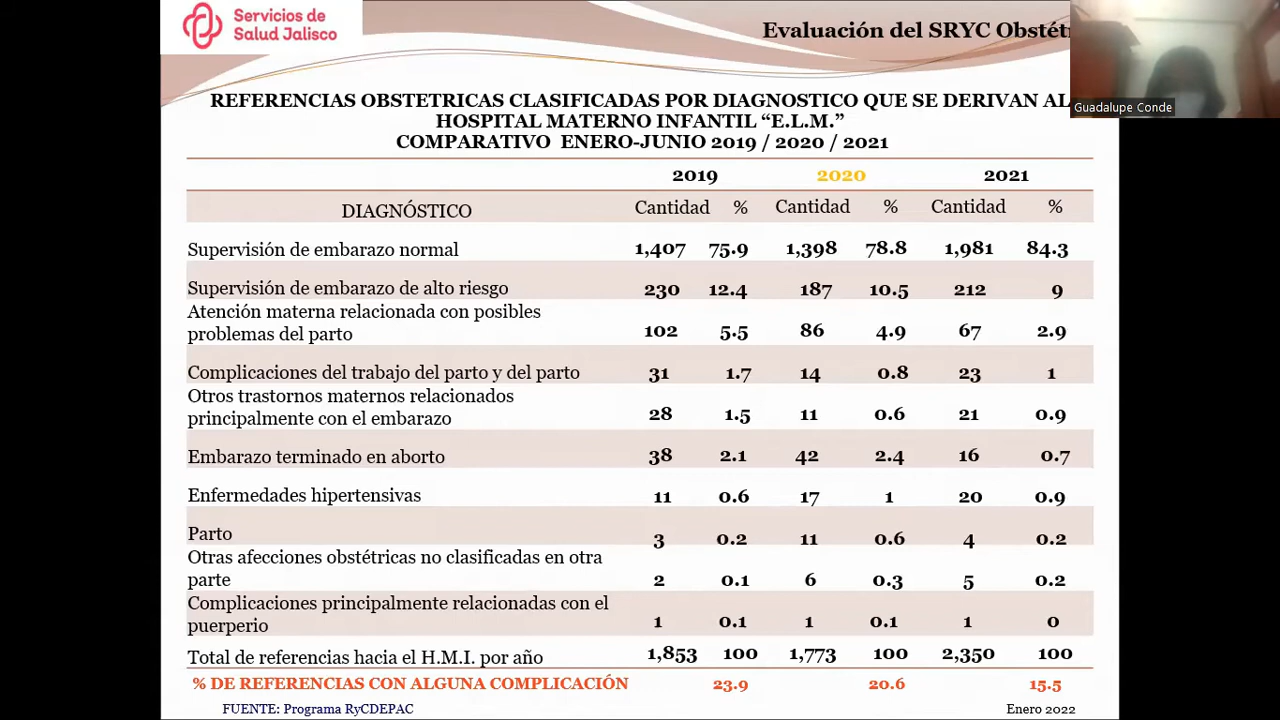 Servicios de
Salud Jalisco
Evaluación del SRYC
Guadalupe Conde
REFERENCIAS OBSTETRICAS CLASIFICADAS POR DIAGNOSTICO QUE SE DERIVAN AL
HOSPITAL MATERNO INFANTIL “E.L.M.”
COMPARATIVO ENERO-JUNIO 2019 / 2020 / 2021
2019 2020 2021
DIAGNÓSTICO Cantidad % Cantidad % Cantidad %
Supervisión de embarazo normal 1,407 75.9 1,398 78.8 1,981 84.3
Supervisión de embarazo de alto riesgo 230 12.4 187 10.5 212 9
Atención materna relacionada con posibles
problemas del parto 102 5.5 86 4.9 67 2.9
Complicaciones del trabajo del parto y del parto 31 1.7 14 0.8 23 1
Otros trastornos maternos relacionados
principalmente con el embarazo 28 1.5 11 0.6 21 0.9
Embarazo terminado en aborto 38 2.1 42 2.4 16 0.7
Enfermedades hipertensivas 11 0.6 17 1 20 0.9
Parto 3 0.2 11 0.6 4 0.2
Otras afecciones obstétricas no clasificadas en otra
parte 2 0.1 6 0.3 5 0.2
Complicaciones principalmente relacionadas con el
puerperio 1 0.1 1 0.1 1 0
Total de referencias hacia el H.M.I. por año 1,853 100 1,773 100 2,350 100
% DE REFERENCIAS CON ALGUNA COMPLICACIÓN 23.9 20.6 15.5
FUENTE: Programa RyCDEPAC Enero 2022